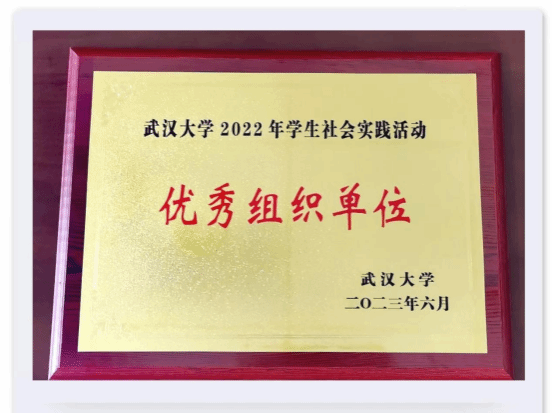 武汉大学2022年学生社会实践活动
优秀组织单位
武汉大学
二〇二三年六月